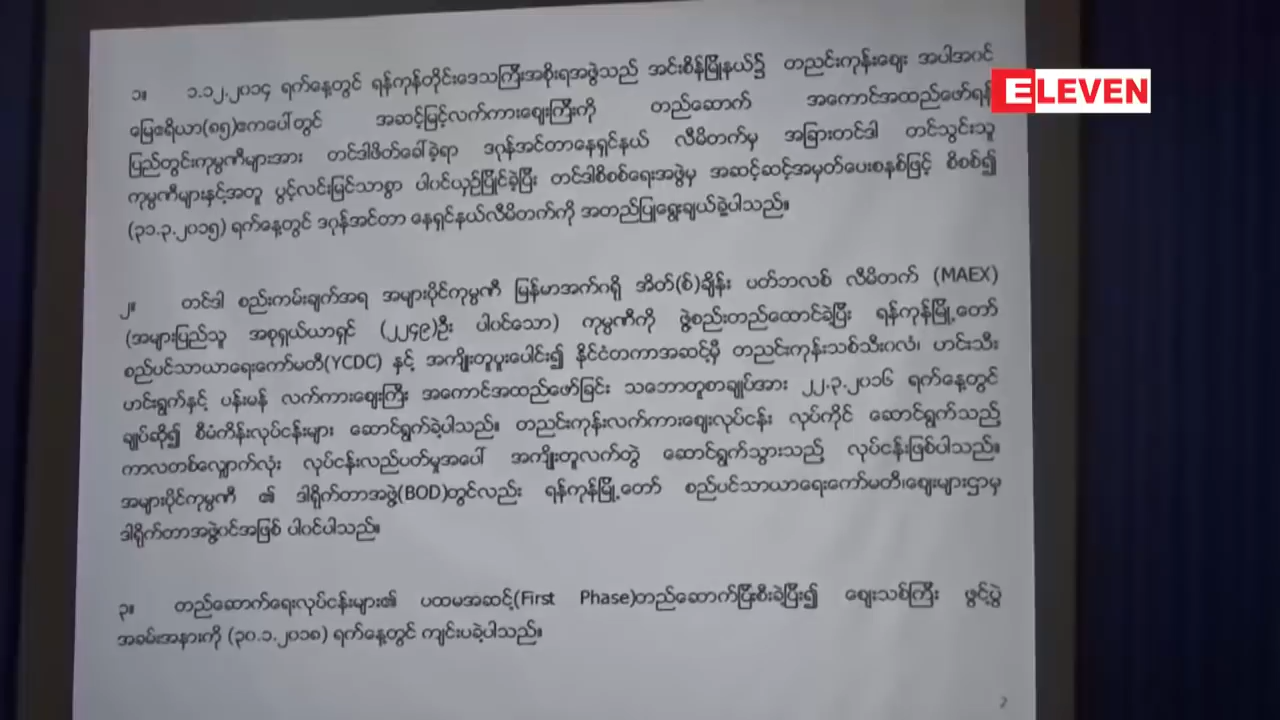 ၁။ ၁.၁၂.၂၀၁၄ ရက်နေ့တွင် ရန်ကုန်တိုင်းဒေသကြီးအစိုးရအဖွဲ့သည် အင်းစိန်မြို့နယ်၌ တညင်းကုန်းဈေး အပါအဝင်
မြေဧရိယာ(၈၅)ဧကပေါ်တွင် အဆင့်မြင့်လက်ကားဈေးကြီးကို တည်ဆောက် အကောင်အထည်ဖော်ရန်
ELEVEN
ပြည်တွင်းကုမ္ပဏီများအား တင်ဒါဖိတ်ခေါ်ခဲ့ရာ ဒဂုန်အင်တာနေရှင်နယ် လီမိတက်မှ အခြားတင်ဒါ တင်သွင်းသူ
ကုမ္ပဏီများနှင့်အတူ ပွင့်လင်းမြင်သာစွာ ပါဝင်ယှဉ်ပြိုင်ခဲ့ပြီး တင်ဒါစိစစ်ရေးအဖွဲ့မှ အဆင့်ဆင့်အမှတ်ပေးစနစ်ဖြင့် စိစစ်၍
(၃၁.၃.၂၀၁၅) ရက်နေ့တွင် ဒဂုန်အင်တာ နေရှင်နယ်လီမိတက်ကို အတည်ပြုရွေးချယ်ခဲ့ပါသည်။
၂။ တင်ဒါ စည်းကမ်းချက်အရ အများပိုင်ကုမ္ပဏီ မြန်မာအက်ဂရို အိတ်(စ်)ချိန်း ပတ်ဘလစ် လီမိတက် (MAEX)
(အများပြည်သူ အစုရှယ်ယာရှင် (၂၂၄၉)ဦး ပါဝင်သော) ကုမ္ပဏီကို ဖွဲ့စည်းတည်ထောင်ခဲ့ပြီး ရန်ကုန်မြို့တော်
စည်ပင်သာယာရေးကော်မတီ(YCDC) နှင့် အကျိုးတူပူးပေါင်း၍ နိုင်ငံတကာအဆင့်မှီ တညင်းကုန်းသစ်သီးဝလံ၊ ဟင်းသီး
ဟင်းရွက်နှင့် ပန်းမန် လက်ကားဈေးကြီး အကောင်အထည်ဖော်ခြင်း သဘောတူစာချုပ်အား ၂၂.၃.၂၀၁၆ ရက်နေ့တွင်
ချုပ်ဆို၍ စီမံကိန်းလုပ်ငန်းများ ဆောင်ရွက်ခဲ့ပါသည်။ တညင်းကုန်းလက်ကားဈေးလုပ်ငန်း လုပ်ကိုင် ဆောင်ရွက်သည့်
ကာလတစ်လျှောက်လုံး လုပ်ငန်းလည်ပတ်မှုအပေါ် အကျိုးတူလက်တွဲ ဆောင်ရွက်သွားသည့် လုပ်ငန်းဖြစ်ပါသည်။
အများပိုင်ကုမ္ပဏီ ၏ ဒါရိုက်တာအဖွဲ့(BOD)တွင်လည်း ရန်ကုန်မြို့တော် စည်ပင်သာယာရေးကော်မတီ၊ဈေးများဌာနမှ
ဒါရိုက်တာအဖွဲ့ဝင်အဖြစ် ပါဝင်ပါသည်။
၃။ တည်ဆောက်ရေးလုပ်ငန်းများ၏ ပထမအဆင့်(First Phase)တည်ဆောက်ပြီးစီးခဲ့ပြီး၍ ဈေးသစ်ကြီး ဖွင့်ပွဲ
အခမ်းအနားကို (၃၀.၁.၂၀၁၈) ရက်နေ့တွင် ကျင်းပခဲ့ပါသည်။
2